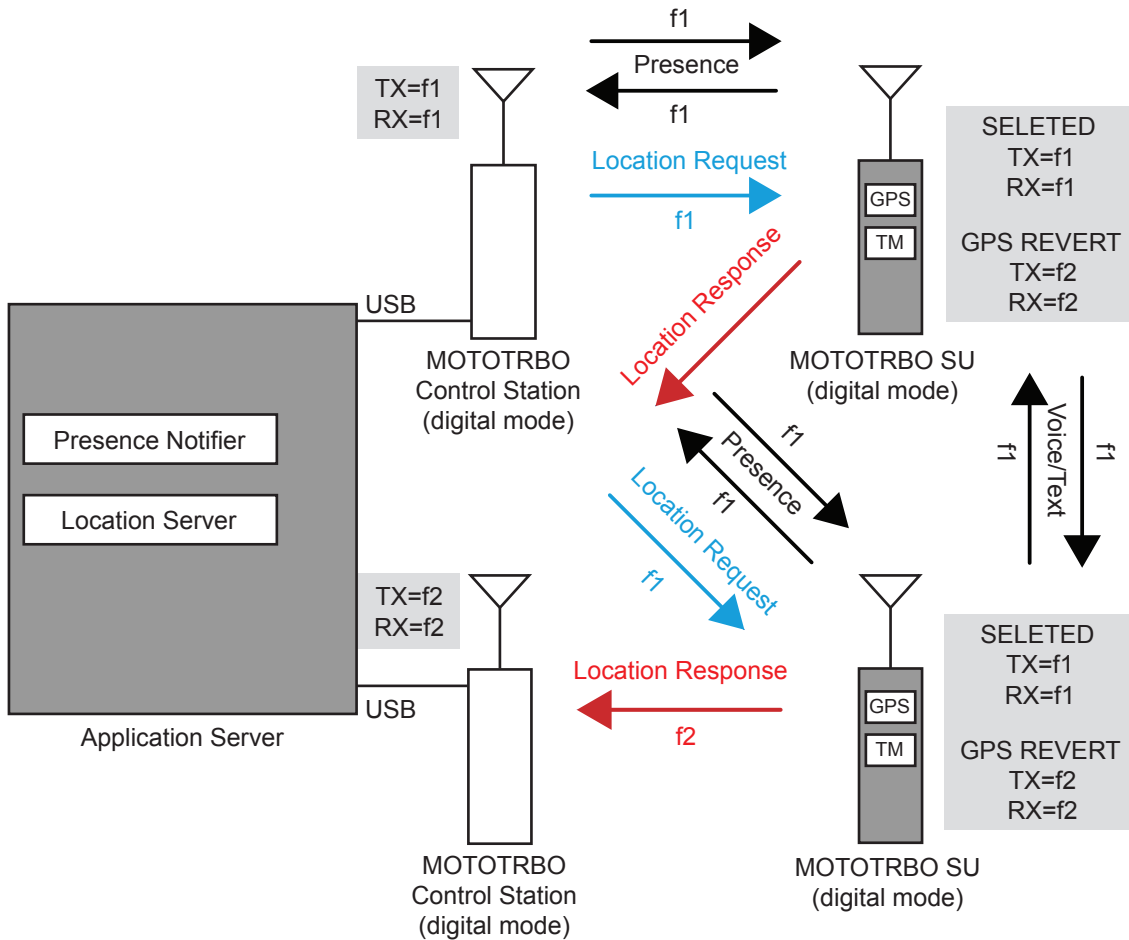 f1
Presence
f1
TX=f1
RX=f1
Location Request
f1
GPS
TM
SELETED
TX=f1
RX=f1
GPS REVERT
TX=f2
RX=f2
USB
MOTOTRBO
Control Station
(digital mode)
Location Response
MOTOTRBO SU
(digital mode)
Presence Notifier
Location Server
f1
Presence
f1
Location Request
f1
f1
Voice/Text
f1
TX=f2
RX=f2
USB
Application Server
Location Response
f2
GPS
TM
SELETED
TX=f1
RX=f1
GPS REVERT
TX=f2
RX=f2
MOTOTRBO
Control Station
(digital mode)
MOTOTRBO SU
(digital mode)